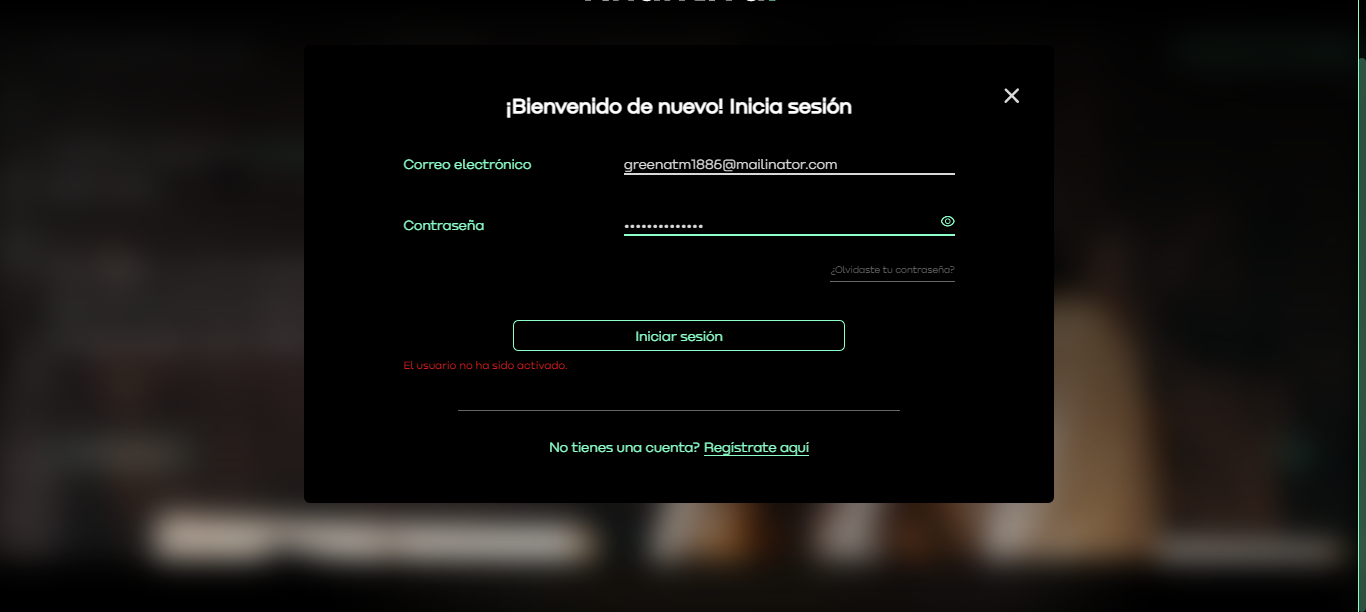 ¡Bienvenido de nuevo! Inicia sesión
Correo electrónico
greenatm1886@mailinator.com
Contraseña
••••••••••••••
¿Olvidaste tu contraseña?
Iniciar sesión
El usuario no ha sido activado.
No tienes una cuenta? Regístrate aquí